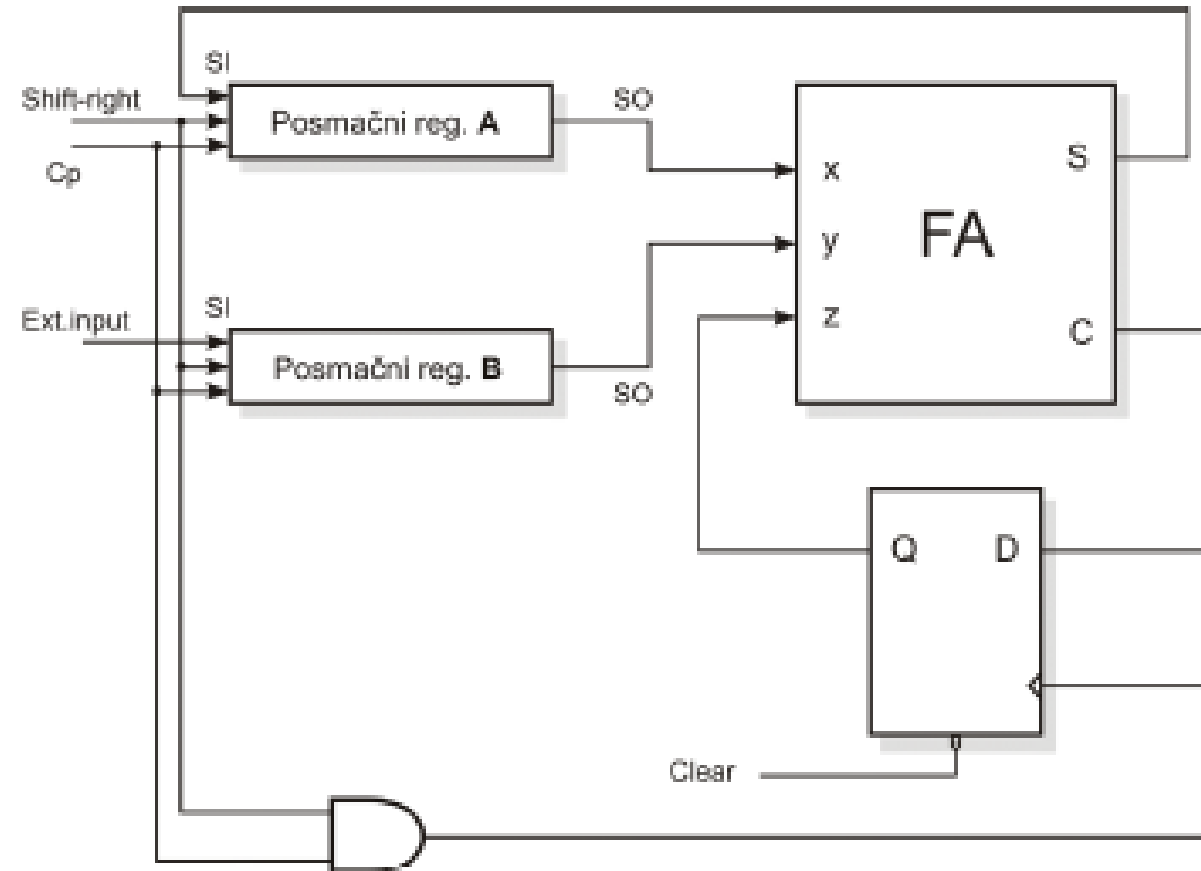 SI
Shift-right
Posmačni reg. A
SO
Cp
x
y
z
FA
S
C
Ext.input
SI
Posmačni reg. B
SO
Q
D
Clear